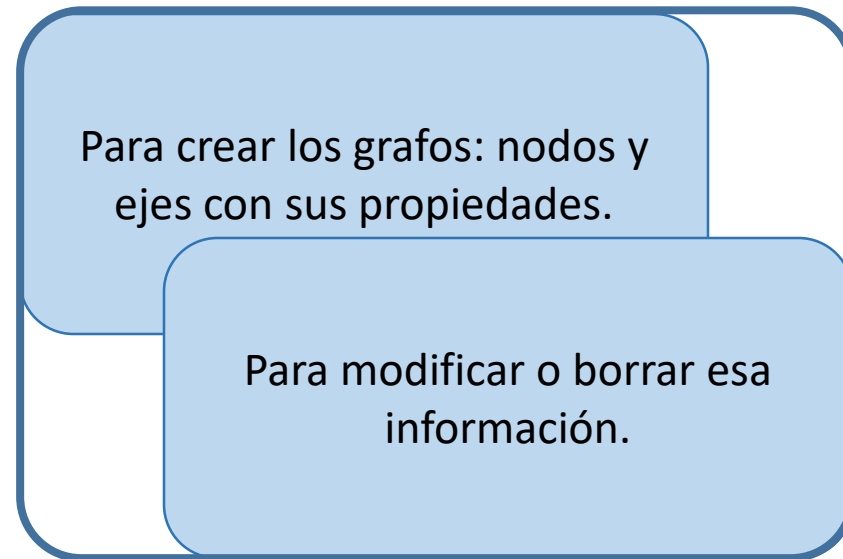 Para crear los grafos: nodos y
ejes con sus propiedades.
Para modificar o borrar esa
información.